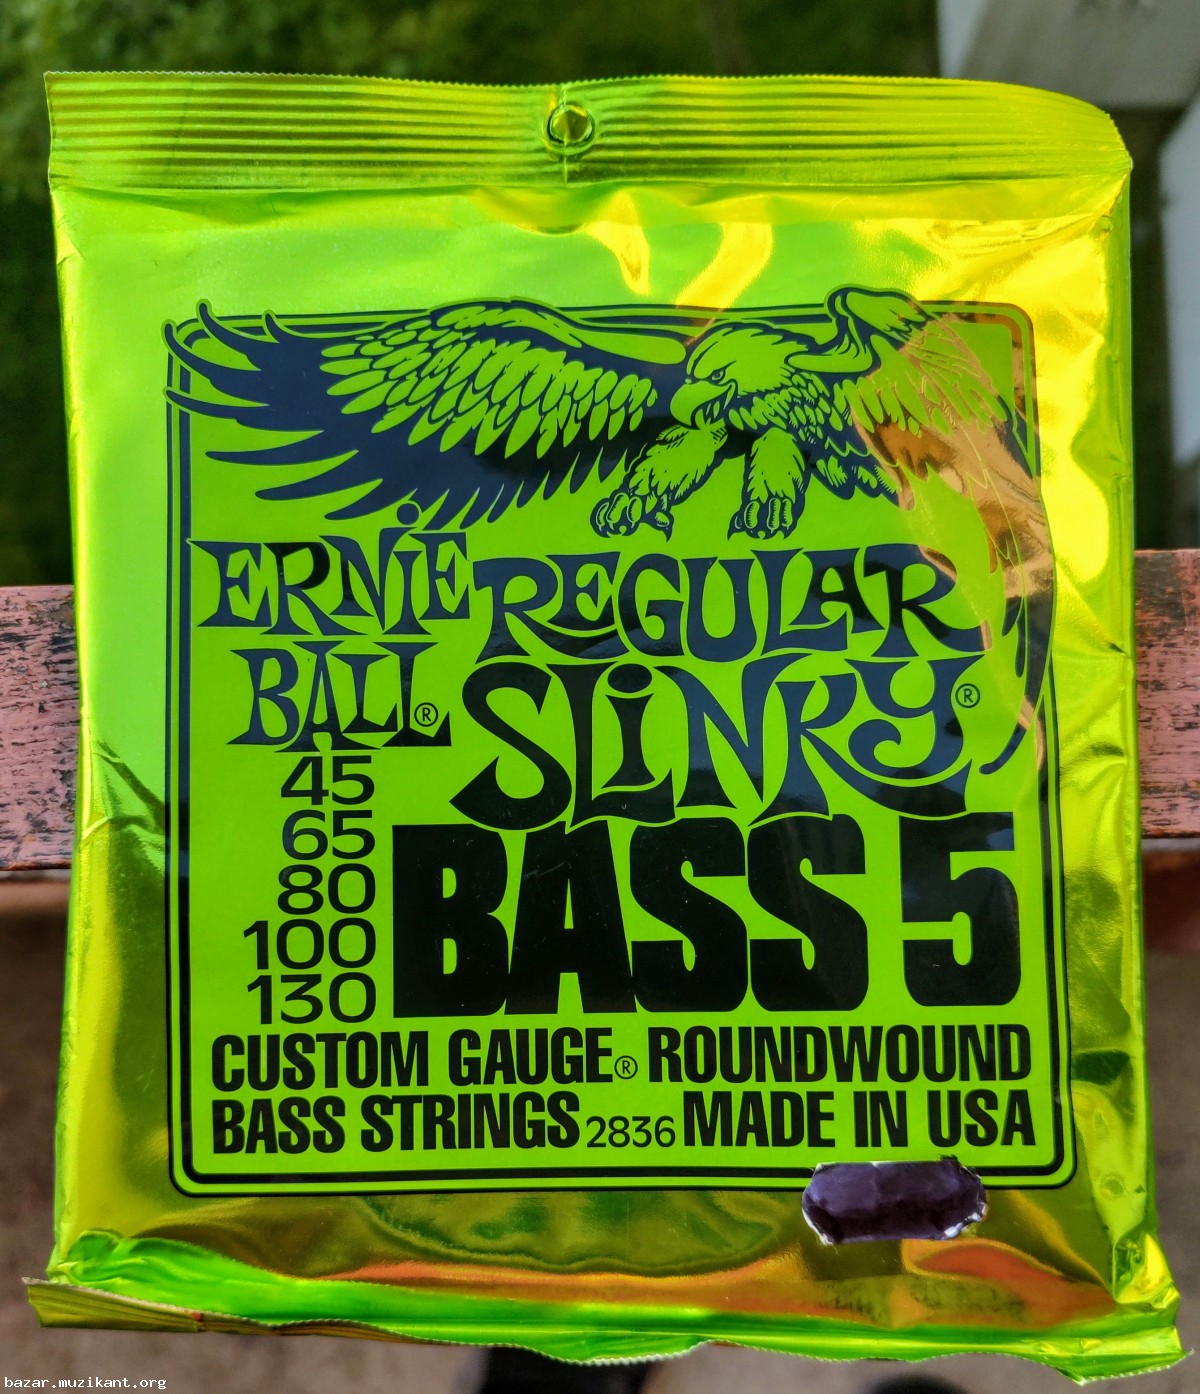 ERNiE BALL® REGULAR SLiNKY®
45
65
80
100
130
BASS 5
CUSTOM GAUGE® ROUNDWOUND
BASS STRINGS 2836 MADE IN USA
bazar.muzikant.org